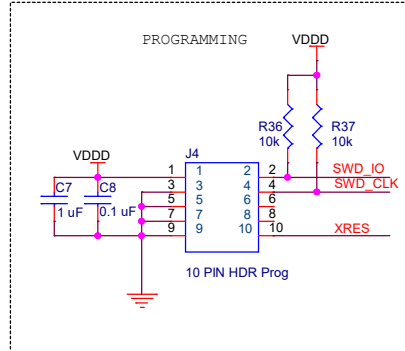 PROGRAMMING
VDDD
R36
10k
R37
10k
J4
VDDD
C7
1 uF
C8
0.1 uF
1 1 2 2 SWD_IO
3 3 4 4 SWD_CLK
5 5 6 6
7 7 8 8
9 9 10 10 XRES
10 PIN HDR Prog